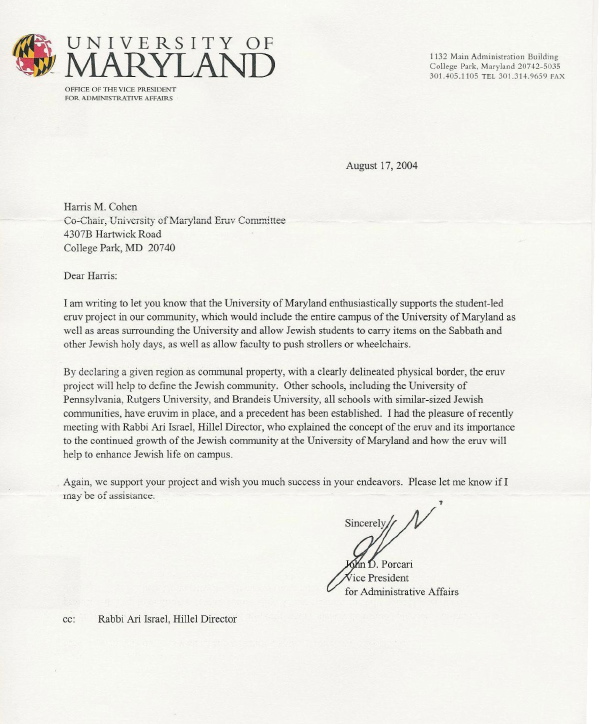 UNIVERSITY OF
MARYLAND
OFFICE OF THE VICE PRESIDENT
FOR ADMINISTRATIVE AFFAIRS
1132 Main Administration Building
College Park, Maryland 20742-5035
301.405.1105 TEL 301.314.9659 FAX
August 17, 2004
Harris M. Cohen
Co-Chair, University of Maryland Eruv Committee
4307B Hartwick Road
College Park, MD 20740
Dear Harris:
I am writing to let you know that the University of Maryland enthusiastically supports the student-led
eruv project in our community, which would include the entire campus of the University of Maryland as
well as areas surrounding the University and allow Jewish students to carry items on the Sabbath and
other Jewish holy days, as well as allow faculty to push strollers or wheelchairs.
By declaring a given region as communal property, with a clearly delineated physical border, the eruv
project will help to define the Jewish community. Other schools, including the University of
Pennsylvania, Rutgers University, and Brandeis University, all schools with similar-sized Jewish
communities, have eruvim in place, and a precedent has been established. I had the pleasure of recently
meeting with Rabbi Ari Israel, Hillel Director, who explained the concept of the eruv and its importance
to the continued growth of the Jewish community at the University of Maryland and how the eruv will
help to enhance Jewish life on campus.
Again, we support your project and wish you much success in your endeavors. Please let me know if I
may be of assistance.
Sincerely,
John D. Porcari
Vice President
for Administrative Affairs
cc: Rabbi Ari Israel, Hillel Director